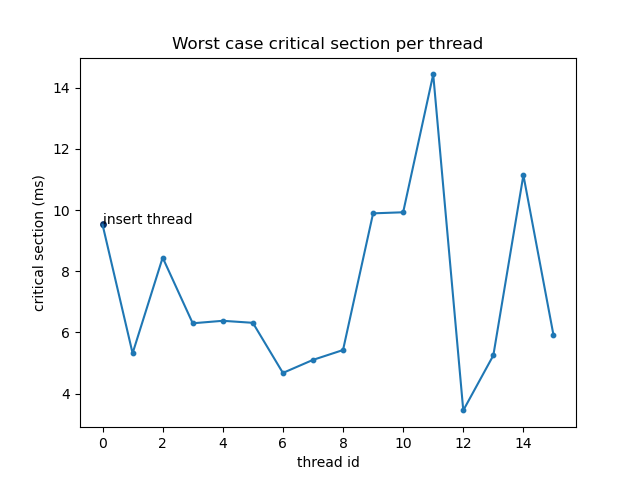 Worst case critical section per thread
14
12
10
8
6
4
critical section (ms)
insert thread
0 2 4 6 8 10 12 14
thread id